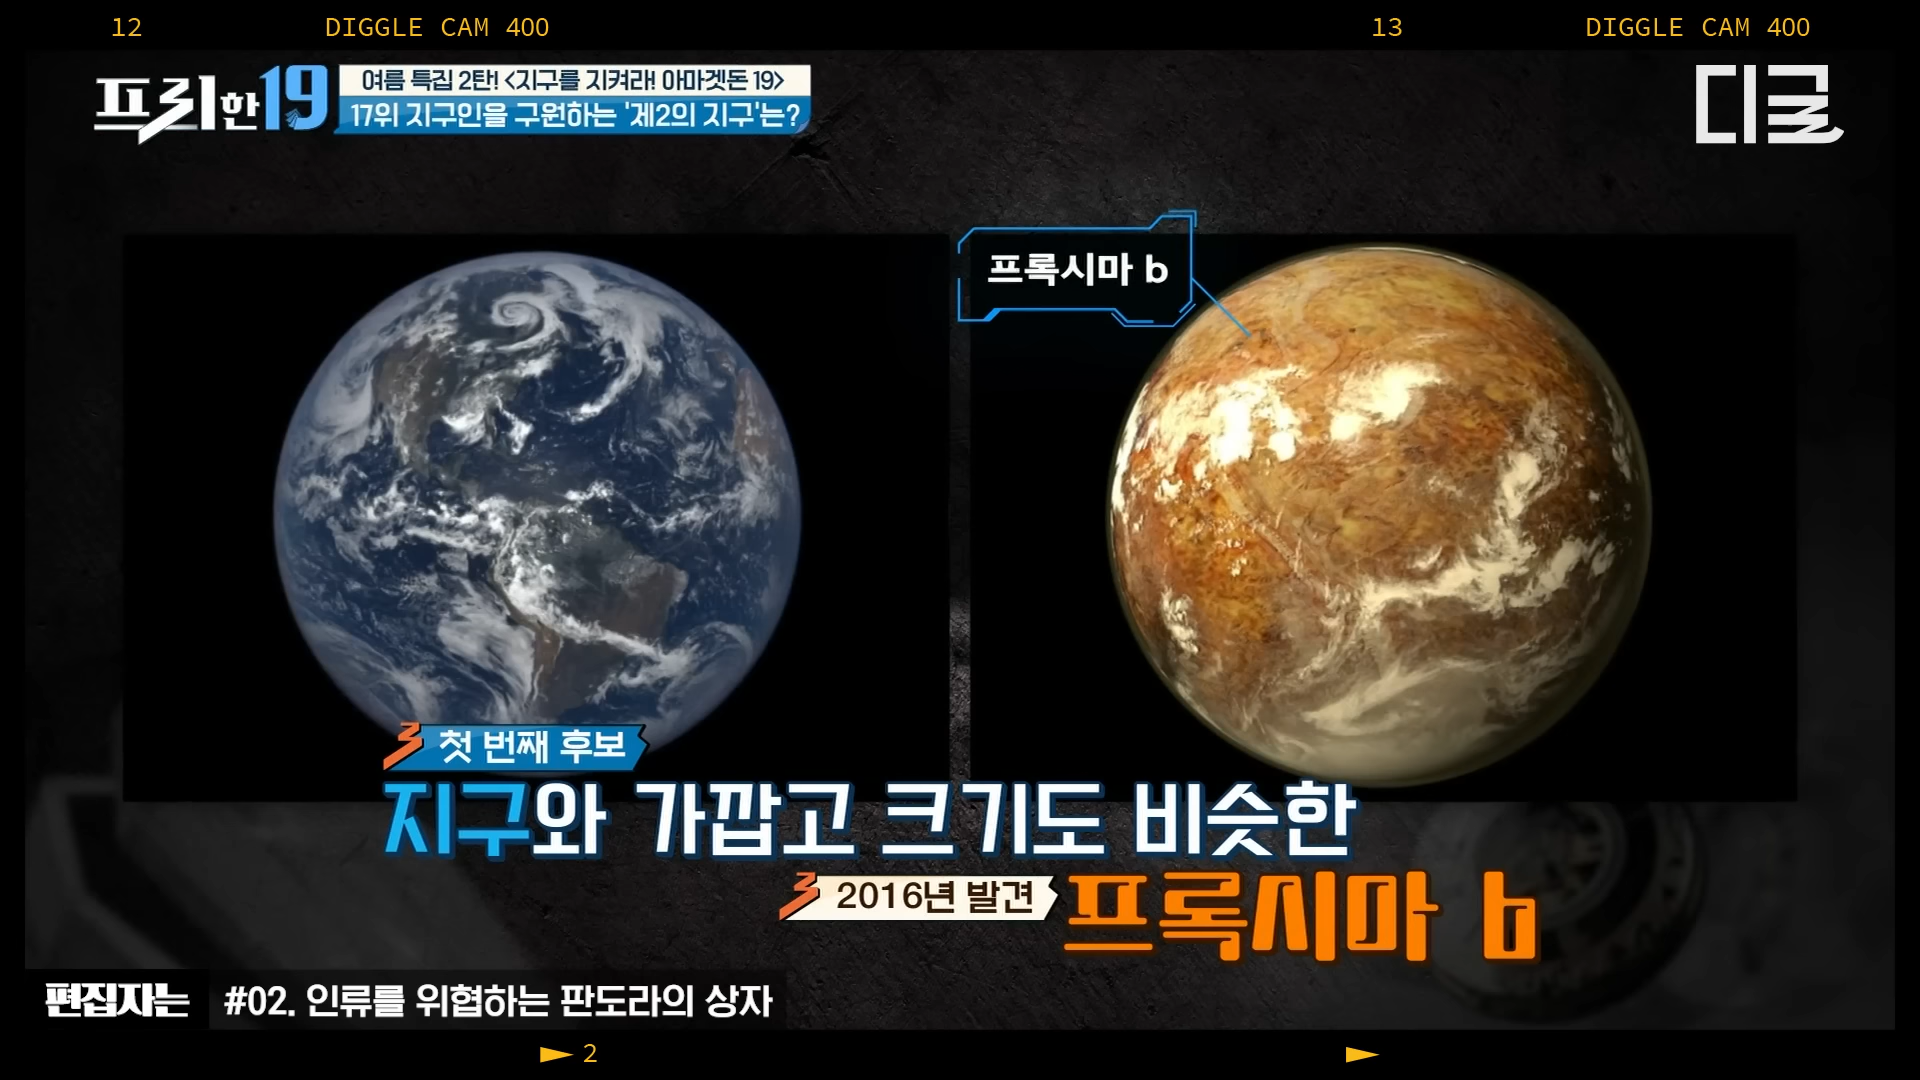 12
DIGGLE CAM 400
13
DIGGLE CAM 400
프리한19
여름 특집 2탄! <지구를 지켜라! 아마겟돈 19>
17위 지구인을 구원하는 '제2의 지구'는?
디글
프록시마 b
첫 번째 후보
지구와 가깝고 크기도 비슷한
2016년 발견
프록시마 b
편집자는
#02. 인류를 위협하는 판도라의 상자
2